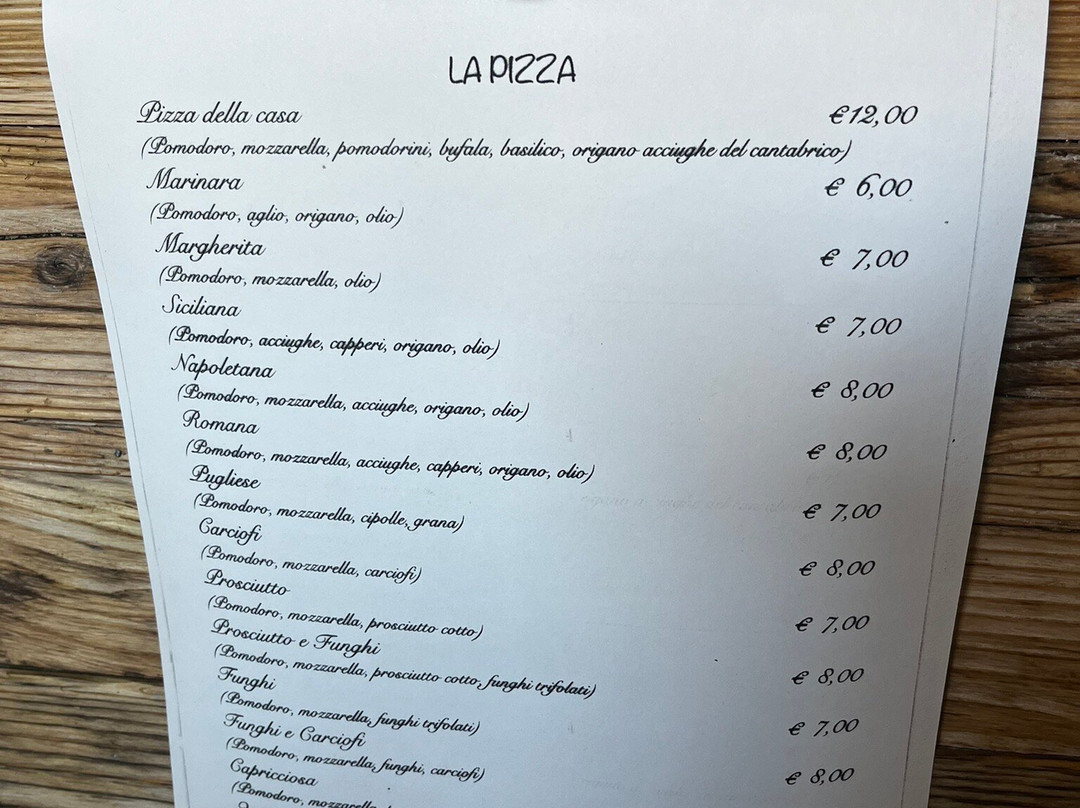 LA PIZZA
Pizza della casa €12,00
(Pomodoro, mozzarella, pomodorini, bufala, basilico, origano acciughe del cantabrico)
Marinara € 6,00
(Pomodoro, aglio, origano, olio)
Margherita € 7,00
(Pomodoro, mozzarella, olio)
Siciliana € 7,00
(Pomodoro, acciughe, capperi, origano, olio)
Napoletana € 8,00
(Pomodoro, mozzarella, acciughe, origano, olio)
Romana € 8,00
(Pomodoro, mozzarella, acciughe, capperi, origano, olio)
Pugliese € 7,00
(Pomodoro, mozzarella, cipolle, grana)
Carciofi € 8,00
(Pomodoro, mozzarella, carciofi)
Prosciutto € 7,00
(Pomodoro, mozzarella, prosciutto cotto)
Prosciutto e Funghi € 8,00
(Pomodoro, mozzarella, prosciutto cotto, funghi trifolati)
Funghi € 7,00
(Pomodoro, mozzarella, funghi trifolati)
Funghi e Carciofi € 8,00
(Pomodoro, mozzarella, funghi, carciofi)
Capricciosa
(Pomodoro, mozzarella,